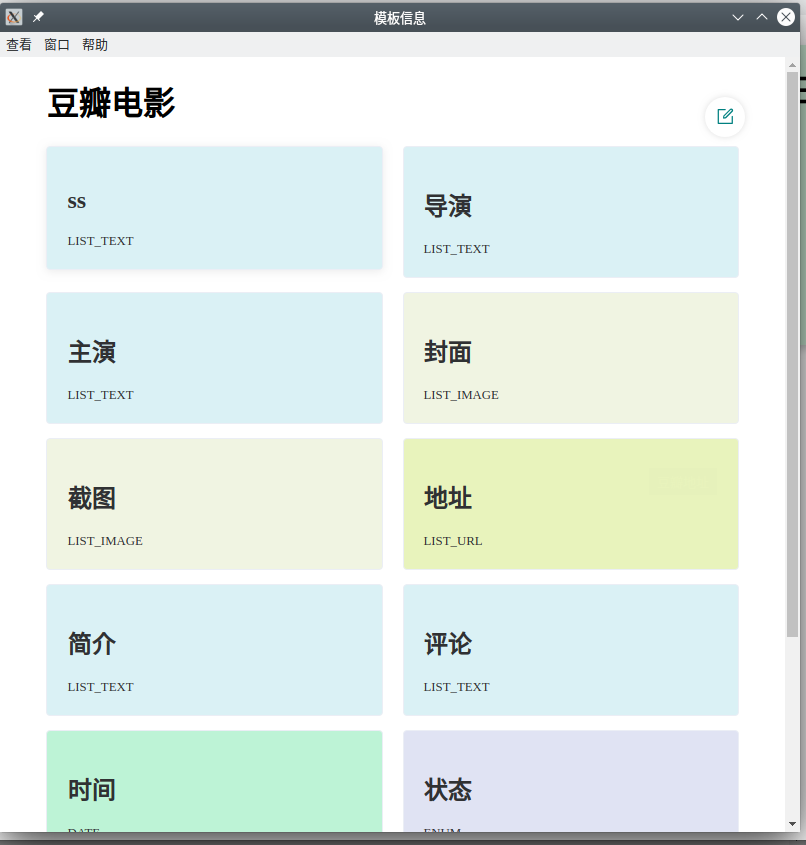 模板信息
查看 窗口 帮助
豆瓣电影
ss
LIST_TEXT
导演
LIST_TEXT
主演
LIST_TEXT
封面
LIST_IMAGE
截图
LIST_IMAGE
地址
LIST_URL
简介
LIST_TEXT
评论
LIST_TEXT
时间
DATE
状态
ENUM